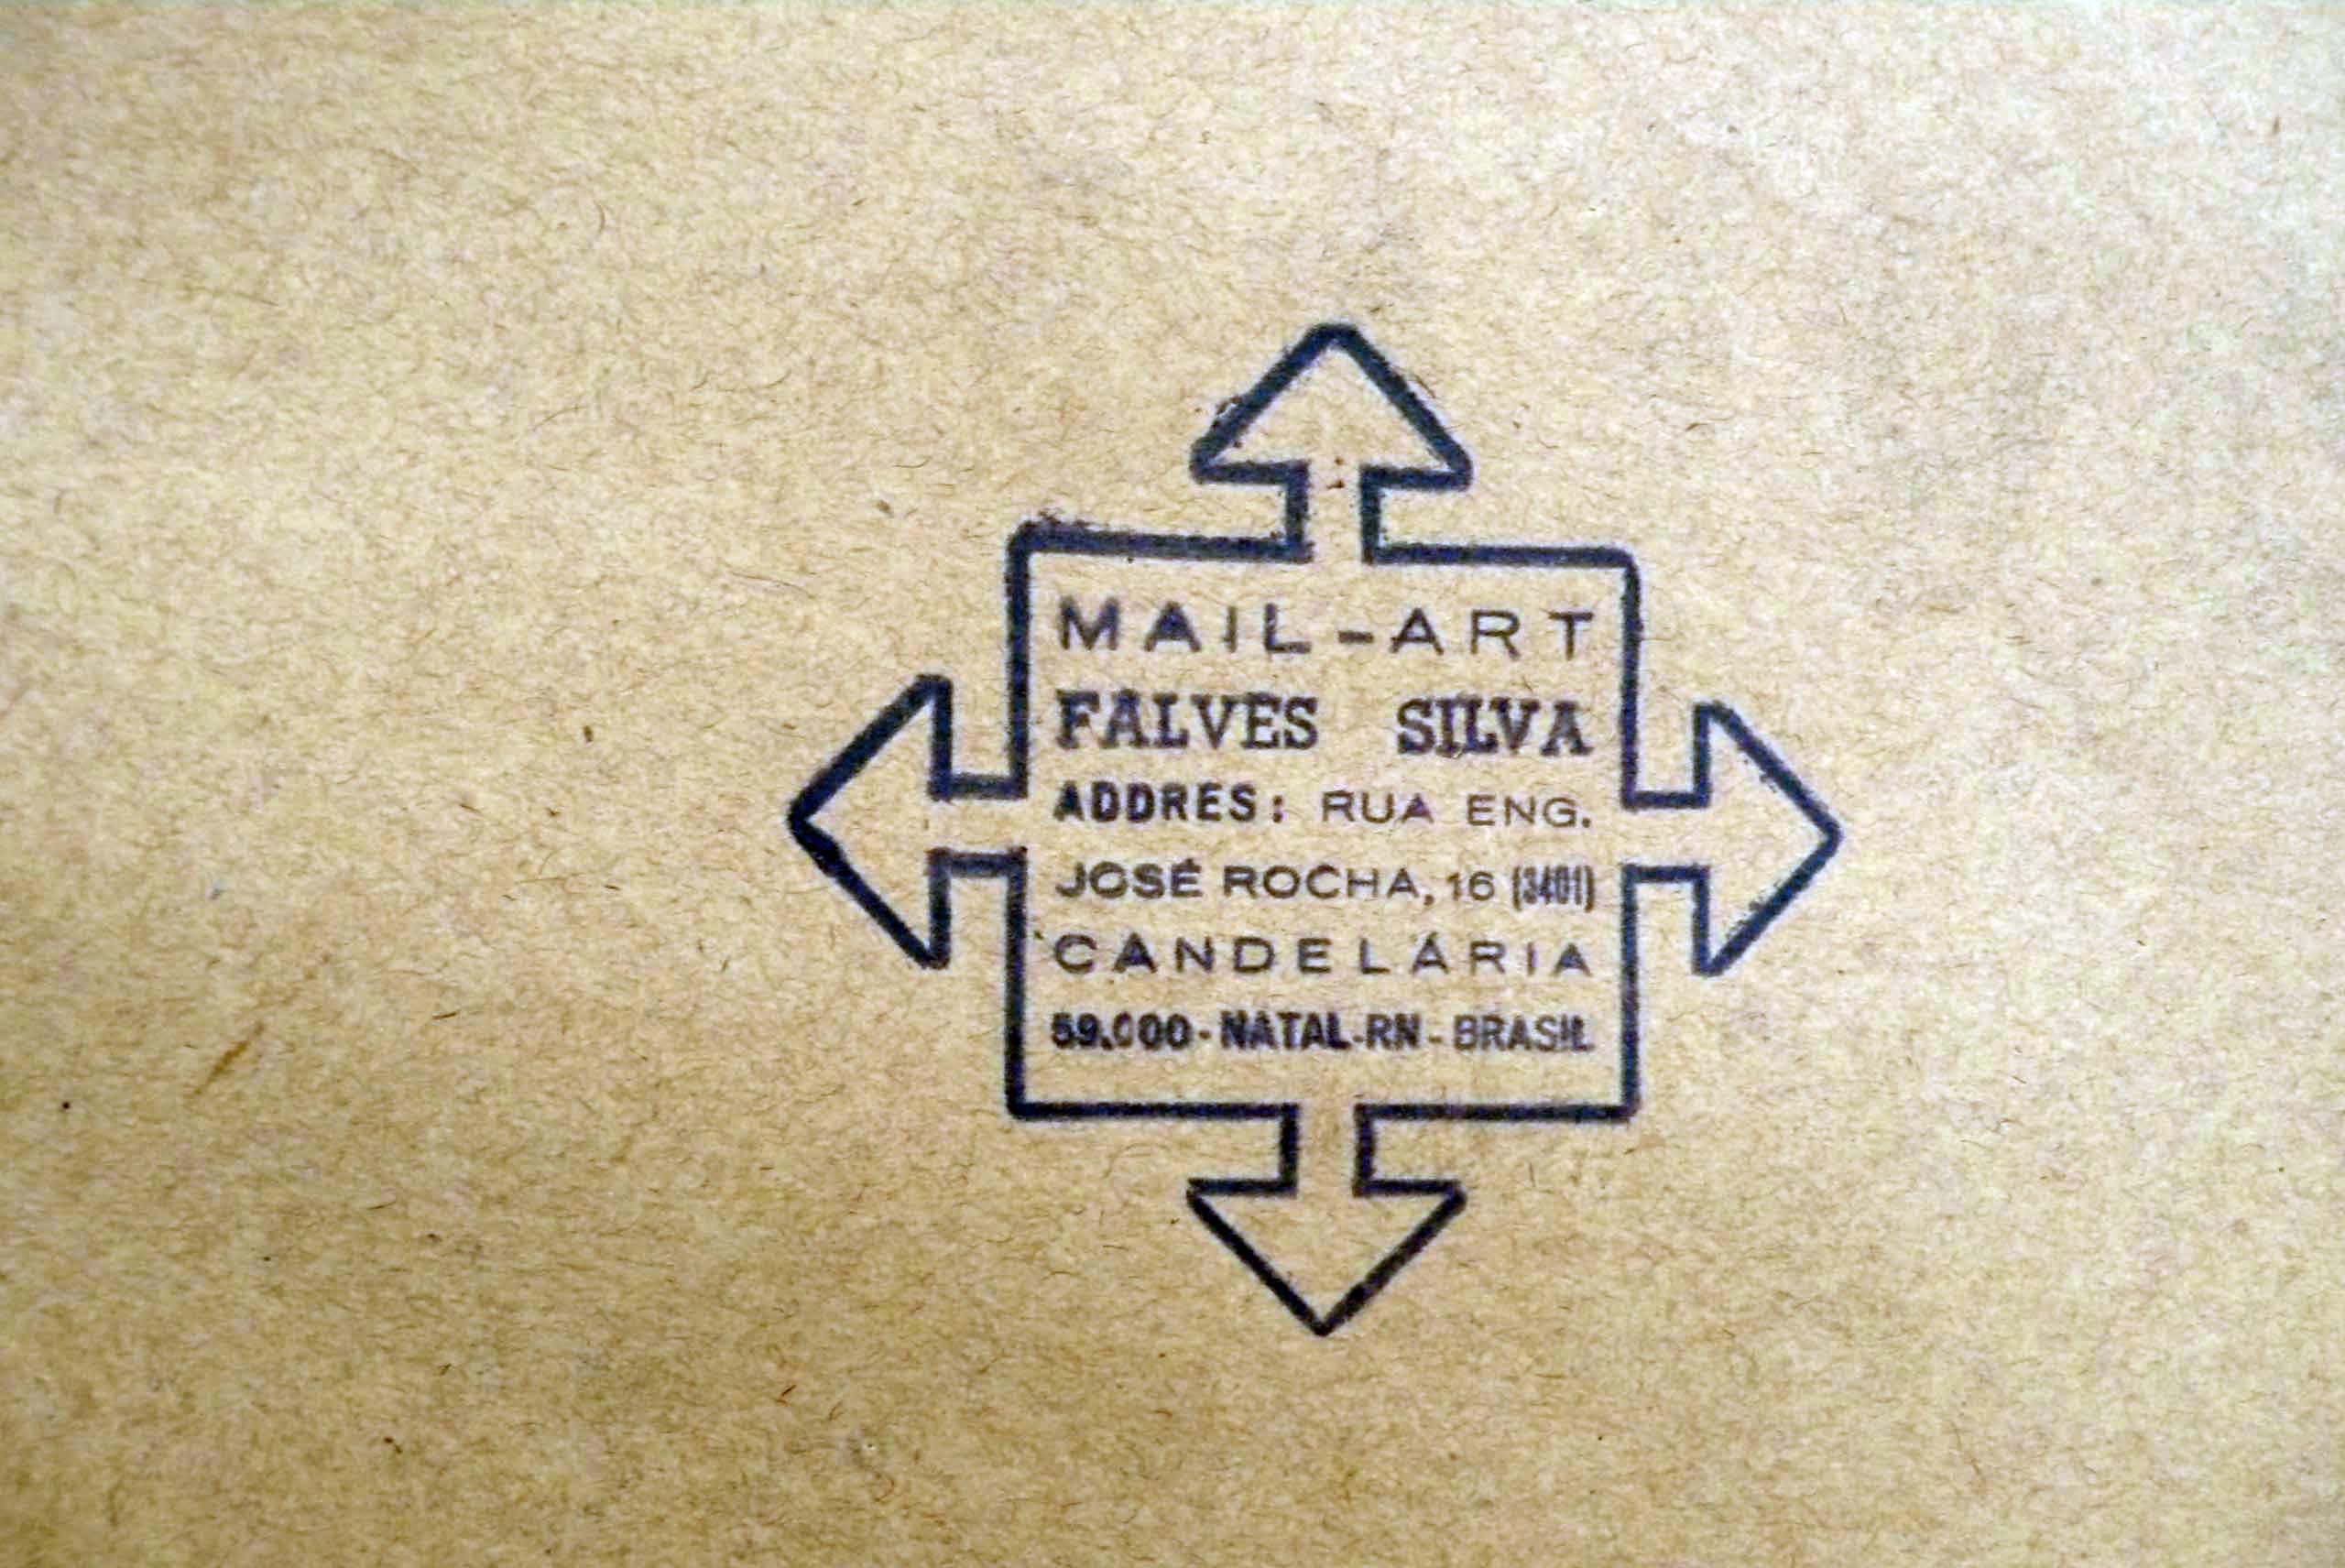 MAIL-ART
FALVES SILVA
ADDRES: RUA ENG.
JOSÉ ROCHA, 16 (3401)
CANDELÁRIA
59.000-NATAL-RN-BRASIL